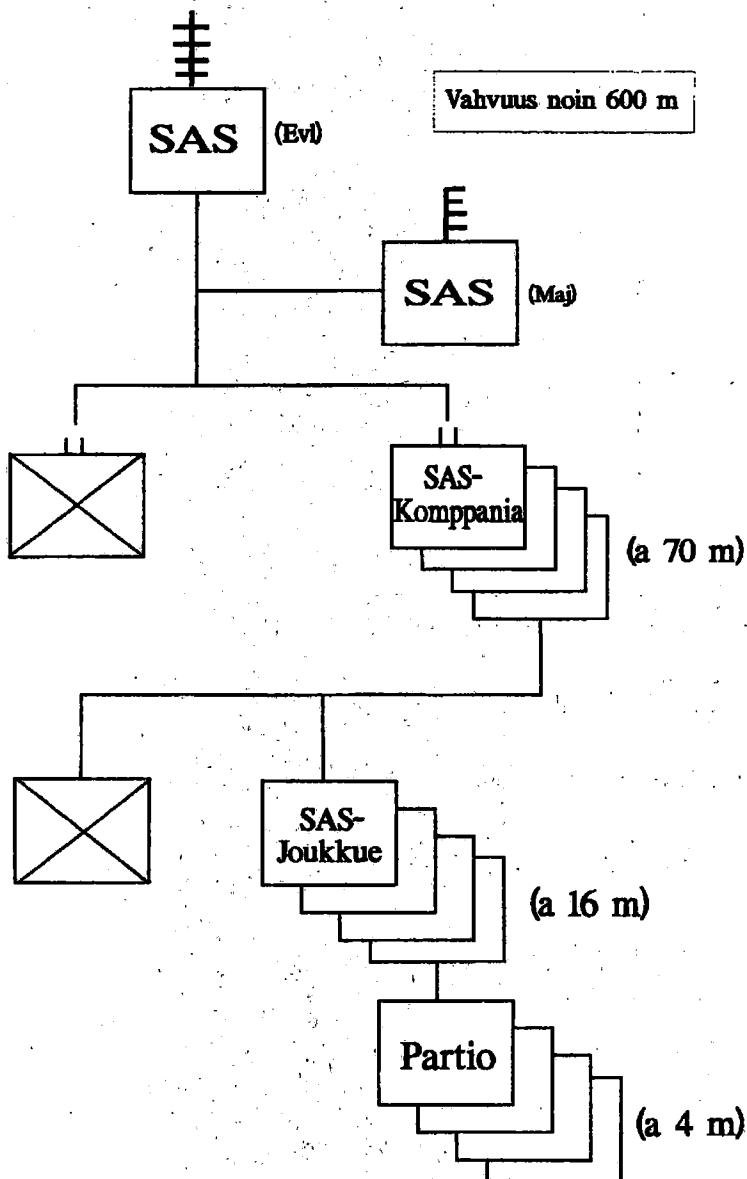 Vahvuus noin 600 m
SAS (Evl)
SAS (Maj)
SAS-
Komppania
(a 70 m)
SAS-
Joukkue
(a 16 m)
Partio
(a 4 m)